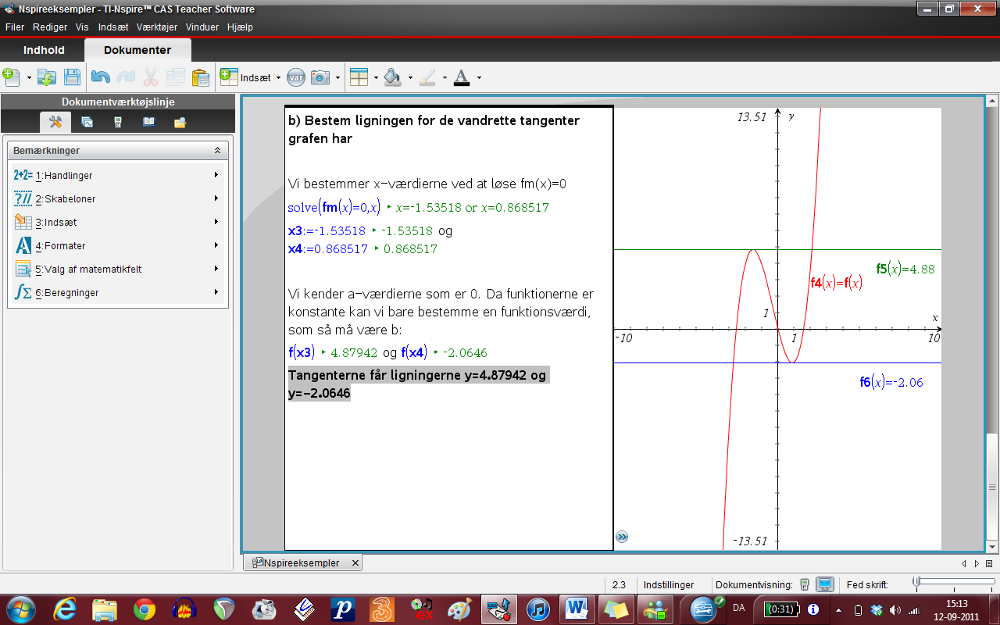 Nspireeksempler - TI-Nspire™ CAS Teacher Software
Filer Rediger Vis Indsæt Værktøjer Vinduer Hjælp
Indhold Dokumenter
Indsæt var
Dokumentværktøjslinje
Bemærkninger
1:Handlinger
2:Skabeloner
3:Indsæt
4:Formater
5:Valg af matematikfelt
6:Beregninger
b) Bestem ligningen for de vandrette tangenter
grafen har
Vi bestemmer x-værdierne ved at løse fm(x)=0
solve(fm(x)=0,x) ▸ x=-1.53518 or x=0.868517
x3:=-1.53518 ▸ -1.53518 og
x4:=0.868517 ▸ 0.868517
Vi kender a-værdierne som er 0. Da funktionerne er
konstante kan vi bare bestemme en funktionsværdi,
som så må være b:
f(x3) ▸ 4.87942 og f(x4) ▸ -2.0646
Tangenterne får ligningerne y=4.87942 og
y=-2.0646
13.51 y
f5(x)=4.88
f4(x)=f(x)
1
x
-10 1 10
f6(x)=-2.06
-13.51
Nspireeksempler
2.3 Indstillinger Dokumentvisning: Fed skrift:
DA (0:31) 15:13
12-09-2011